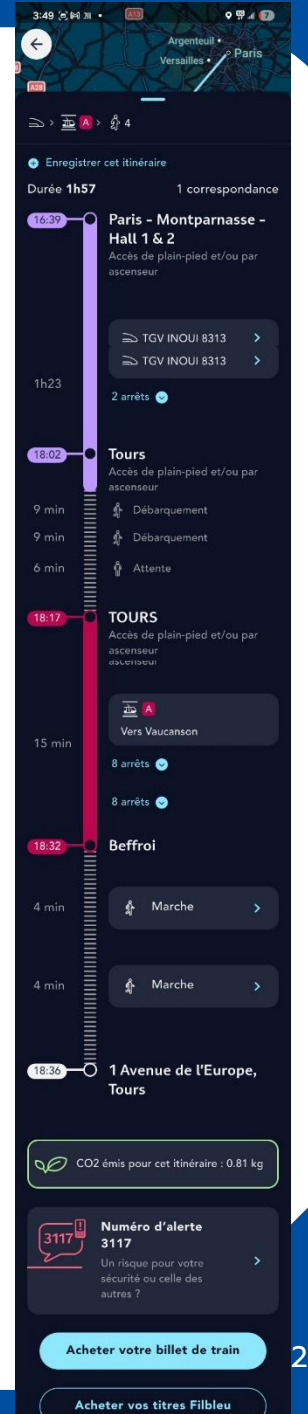 3:49
A13
Argenteuil
Paris
Versailles
A28
A > 4
Enregistrer cet itinéraire
Durée 1h57 1 correspondance
16:39 Paris - Montparnasse - Hall 1 & 2
Accès de plain-pied et/ou par ascenseur
TGV INOUI 8313
TGV INOUI 8313
1h23
2 arrêts
18:02 Tours
Accès de plain-pied et/ou par ascenseur
9 min Débarquement
9 min Débarquement
6 min Attente
18:17 TOURS
Accès de plain-pied et/ou par ascenseur
ascenseur
A
Vers Vaucanson
15 min
8 arrêts
8 arrêts
18:32 Beffroi
4 min Marche
4 min Marche
18:36 1 Avenue de l'Europe, Tours
CO2 émis pour cet itinéraire : 0.81 kg
3117
Numéro d'alerte 3117
Un risque pour votre sécurité ou celle des autres ?
Acheter votre billet de train
2
Acheter vos titres Filbleu